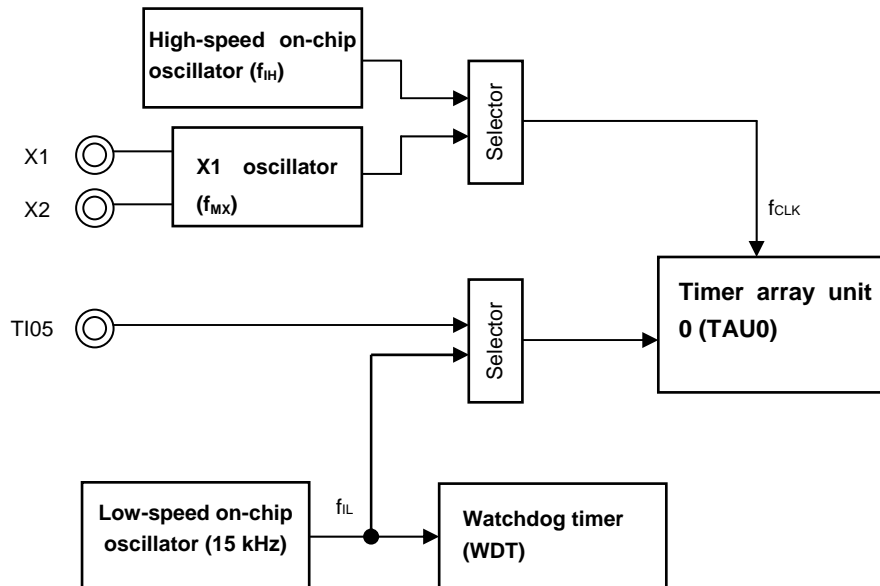 High-speed on-chip
oscillator (fIH)
Selector
X1
X1 oscillator
(fMX)
X2
fCLK
Timer array unit
0 (TAU0)
TI05
Selector
Low-speed on-chip
oscillator (15 kHz)
fIL
Watchdog timer
(WDT)